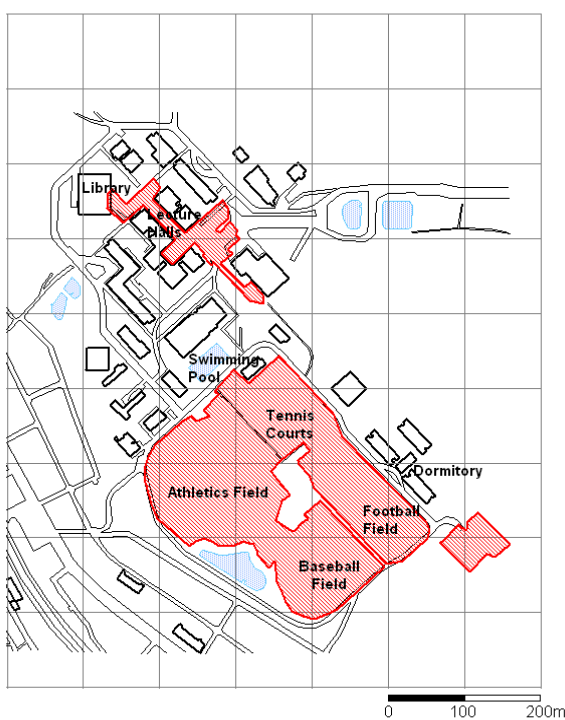 Library
Lecture
Halls
Swimming
Pool
Tennis
Courts
Dormitory
Athletics Field
Football
Field
Baseball
Field
0 100 200m